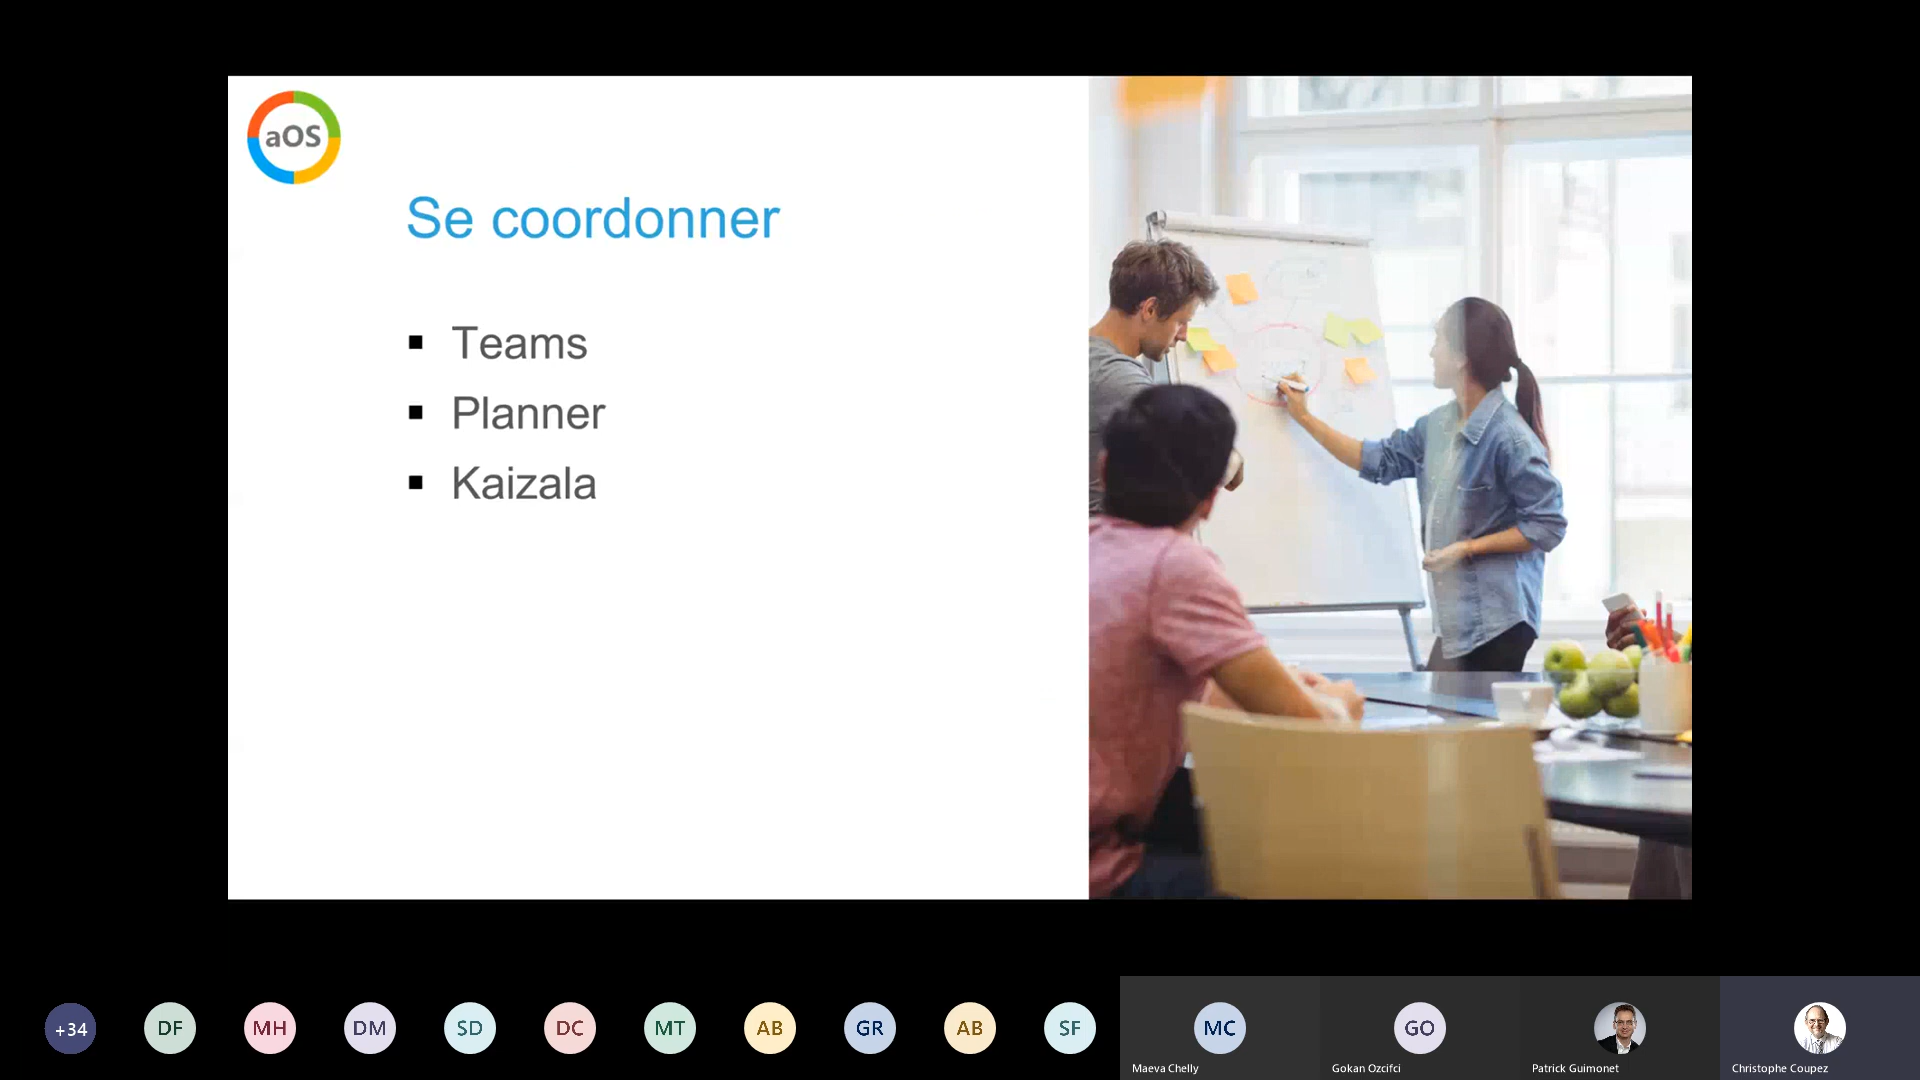 aOS
Se coordonner
▪ Teams
▪ Planner
▪ Kaizala
+34
DF
MH
DM
SD
DC
MT
AB
GR
AB
SF
MC
GO
Maeva Chelly
Gokan Ozcifci
Patrick Guimonet
Christophe Coupez